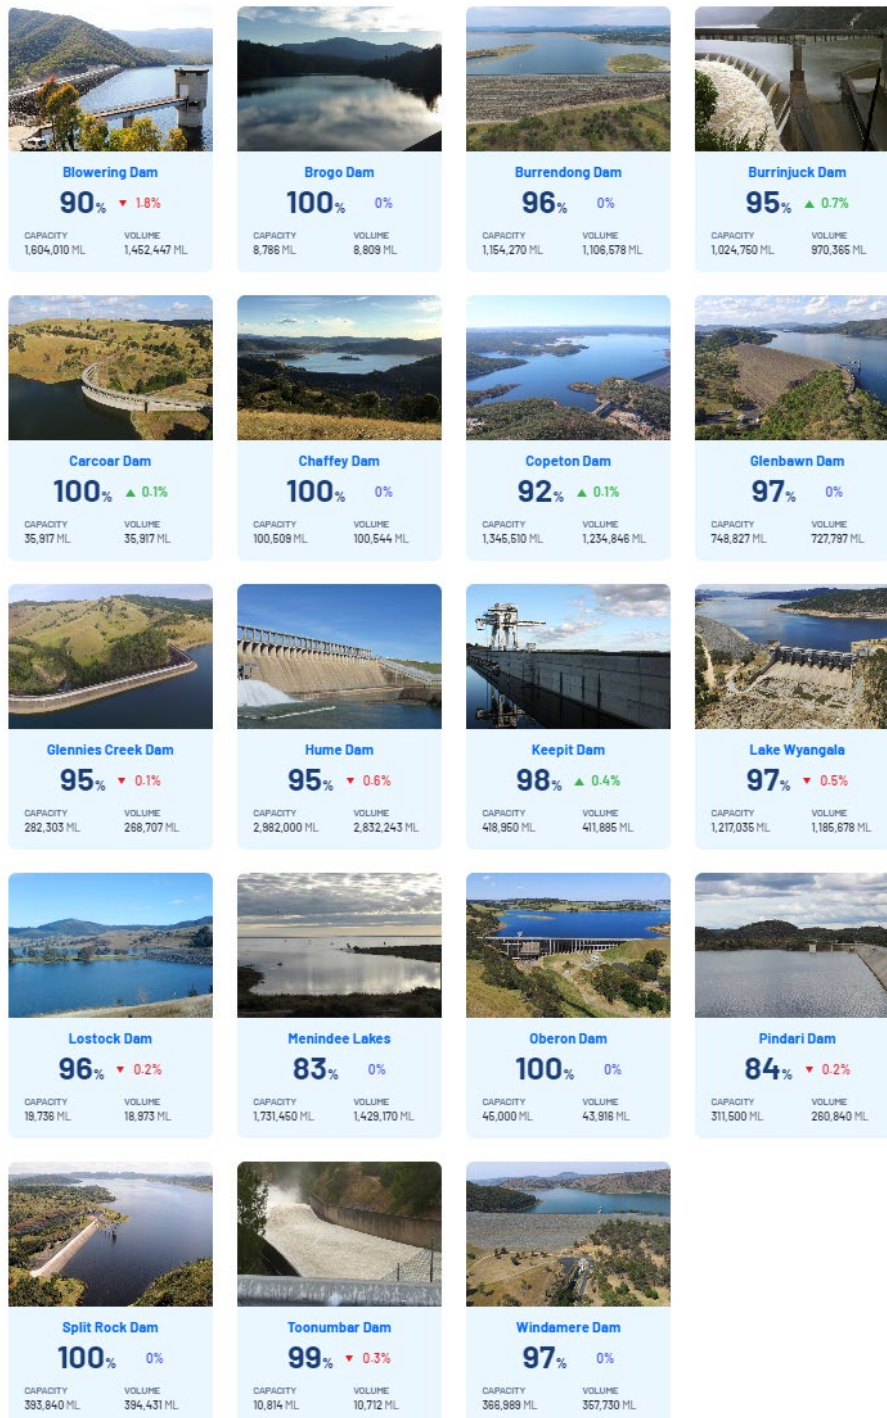 Blowering Dam
90% ▼ 1.8%
CAPACITY VOLUME
1,604,010 ML 1,452,447 ML
Brogo Dam
100% 0%
CAPACITY VOLUME
8,786 ML 8,809 ML
Burrendong Dam
96% 0%
CAPACITY VOLUME
1,154,270 ML 1,106,578 ML
Burrinjuck Dam
95% ▲ 0.7%
CAPACITY VOLUME
1,024,750 ML 970,365 ML
Carcoar Dam
100% ▲ 0.1%
CAPACITY VOLUME
35,917 ML 35,917 ML
Chaffey Dam
100% 0%
CAPACITY VOLUME
100,509 ML 100,544 ML
Copeton Dam
92% ▲ 0.1%
CAPACITY VOLUME
1,345,510 ML 1,234,846 ML
Glenbawn Dam
97% 0%
CAPACITY VOLUME
748,827 ML 727,797 ML
Glennies Creek Dam
95% ▼ 0.1%
CAPACITY VOLUME
282,303 ML 268,707 ML
Hume Dam
95% ▼ 0.6%
CAPACITY VOLUME
2,982,000 ML 2,832,243 ML
Keepit Dam
98% ▲ 0.4%
CAPACITY VOLUME
418,950 ML 411,885 ML
Lake Wyangala
97% ▼ 0.5%
CAPACITY VOLUME
1,217,035 ML 1,185,678 ML
Lostock Dam
96% ▼ 0.2%
CAPACITY VOLUME
19,736 ML 18,973 ML
Menindee Lakes
83% 0%
CAPACITY VOLUME
1,731,450 ML 1,429,170 ML
Oberon Dam
100% 0%
CAPACITY VOLUME
45,000 ML 43,916 ML
Pindari Dam
84% ▼ 0.2%
CAPACITY VOLUME
311,500 ML 260,840 ML
Split Rock Dam
100% 0%
CAPACITY VOLUME
393,840 ML 394,431 ML
Toonumbar Dam
99% ▼ 0.3%
CAPACITY VOLUME
10,814 ML 10,712 ML
Windamere Dam
97% 0%
CAPACITY VOLUME
366,989 ML 357,730 ML